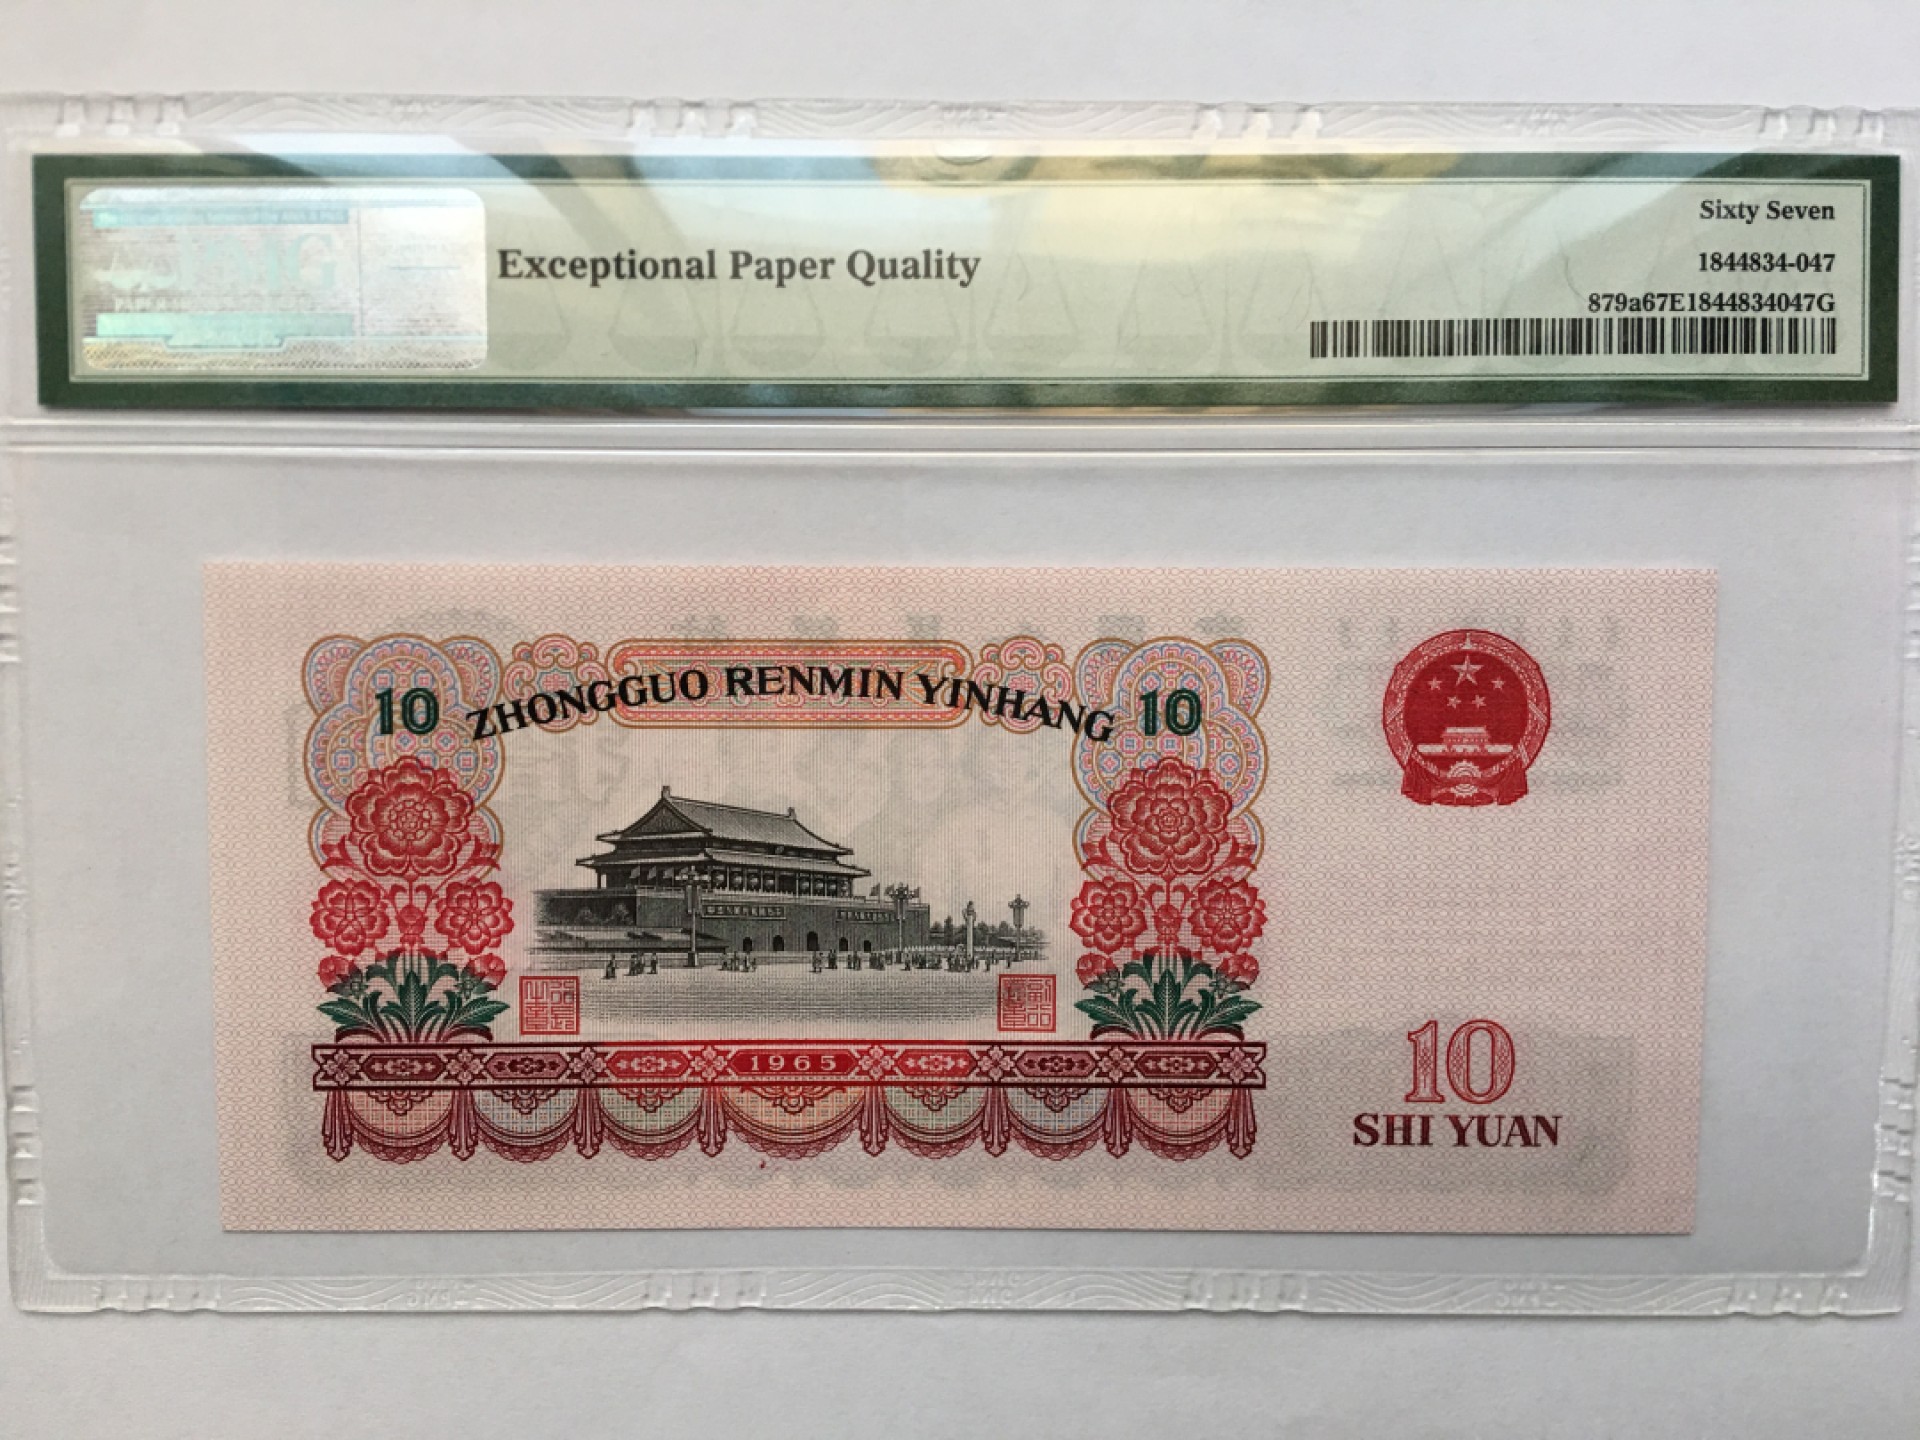 Exceptional Paper Quality
Sixty Seven
1844834-047
879a67E1844834047G
10 ZHONGGUO RENMIN YINHANG 10
1965
10
SHI YUAN